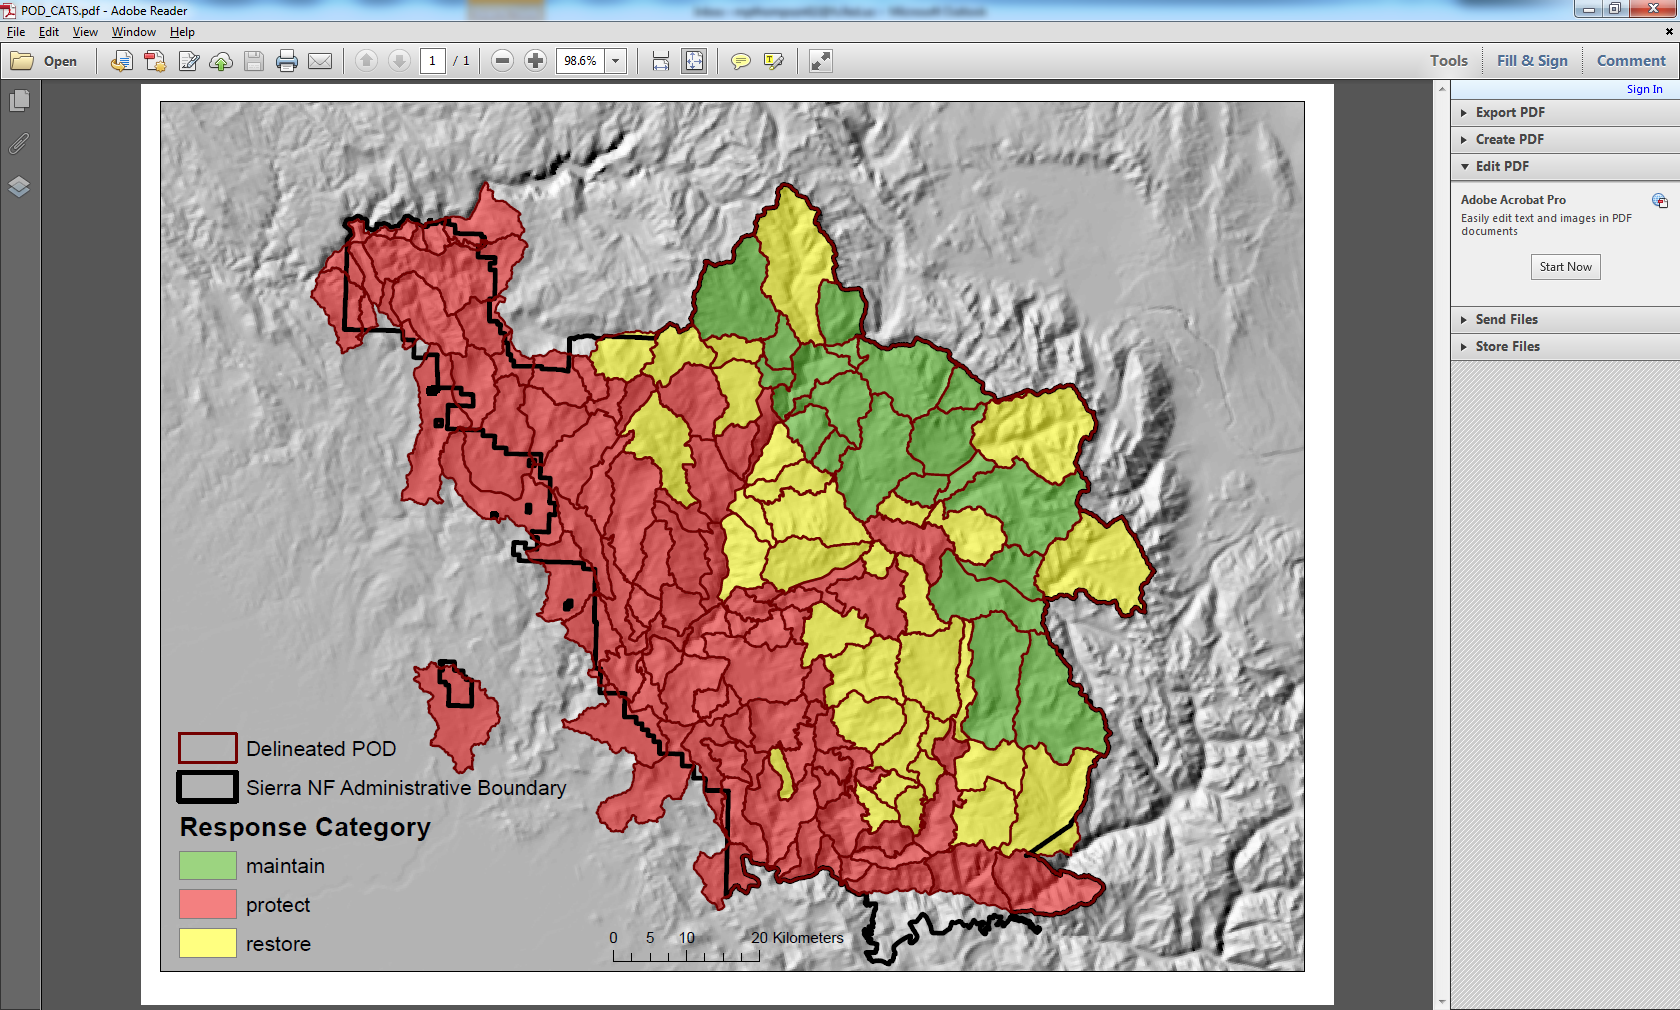 POD_CATS.pdf - Adobe Reader
File Edit View Window Help
Open
1 / 1
98.6%
Tools Fill & Sign Comment
Sign In
Export PDF
Create PDF
Edit PDF
Adobe Acrobat Pro
Easily edit text and images in PDF
documents
Start Now
Send Files
Store Files
Delineated POD
Sierra NF Administrative Boundary
Response Category
maintain
protect
restore
0 5 10 20 Kilometers